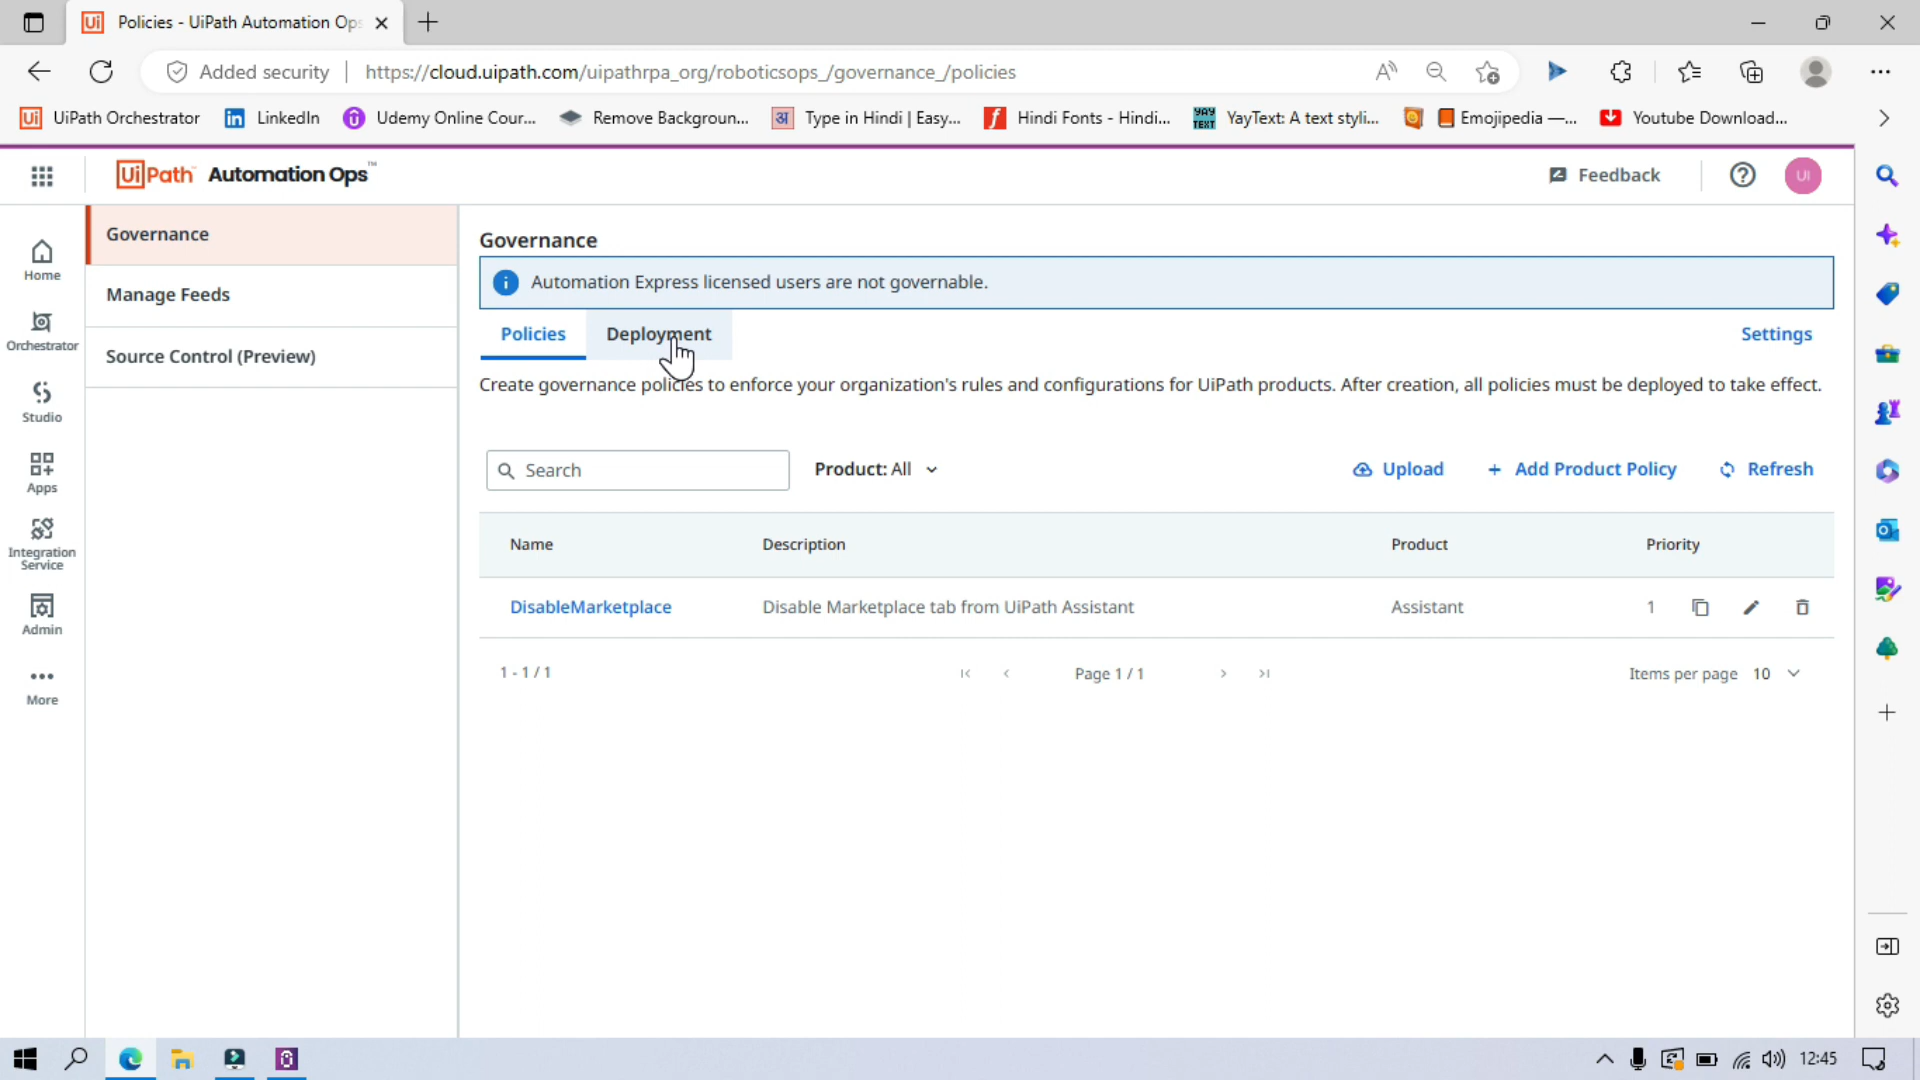 Policies - UiPath Automation Op
Added security
https://cloud.uipath.com/uipathrpa_org/roboticsops_/governance_/policies
UiPath Orchestrator
LinkedIn
Udemy Online Cour...
Remove Backgroun...
Type in Hindi | Easy...
Hindi Fonts - Hindi...
YAY TEXT
YayText: A text styli...
Emojipedia —...
Youtube Download...
UiPath Automation Ops™
Feedback
UI
Home
Orchestrator
Studio
Apps
Integration
Service
Admin
More
Governance
Manage Feeds
Source Control (Preview)
Governance
Automation Express licensed users are not governable.
Policies
Deployment
Settings
Create governance policies to enforce your organization's rules and configurations for UiPath products. After creation, all policies must be deployed to take effect.
Search
Product: All
Upload
+ Add Product Policy
Refresh
Name
Description
Product
Priority
DisableMarketplace
Disable Marketplace tab from UiPath Assistant
Assistant
1
1 - 1 / 1
Page 1 / 1
Items per page 10
12:45